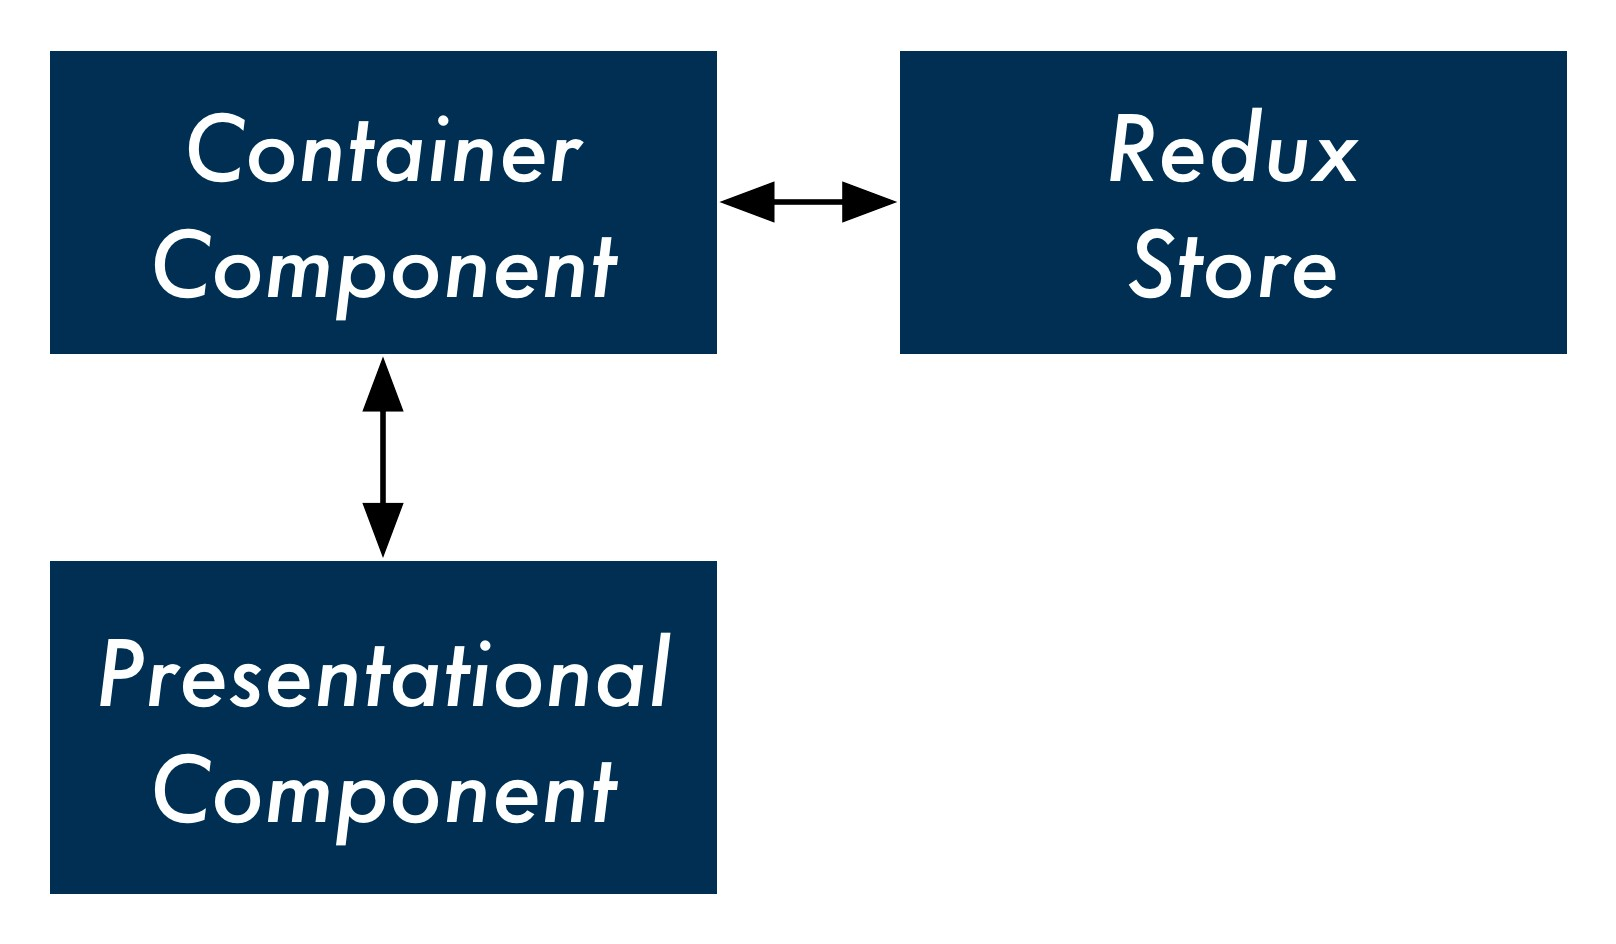 Container
Component
Redux
Store
Presentational
Component